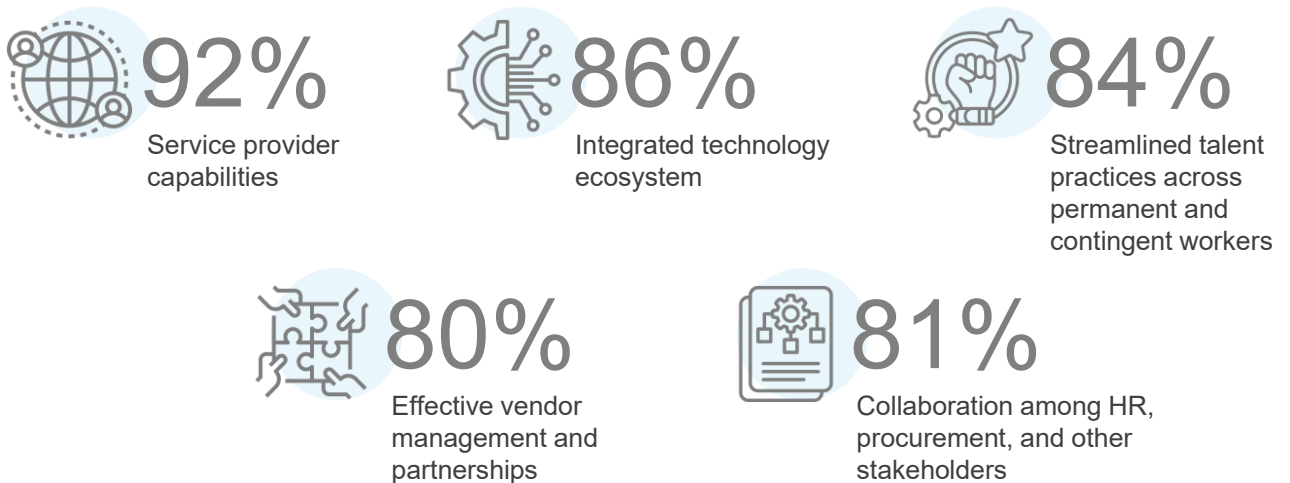 92%
Service provider
capabilities
86%
Integrated technology
ecosystem
84%
Streamlined talent
practices across
permanent and
contingent workers
80%
Effective vendor
management and
partnerships
81%
Collaboration among HR,
procurement, and other
stakeholders